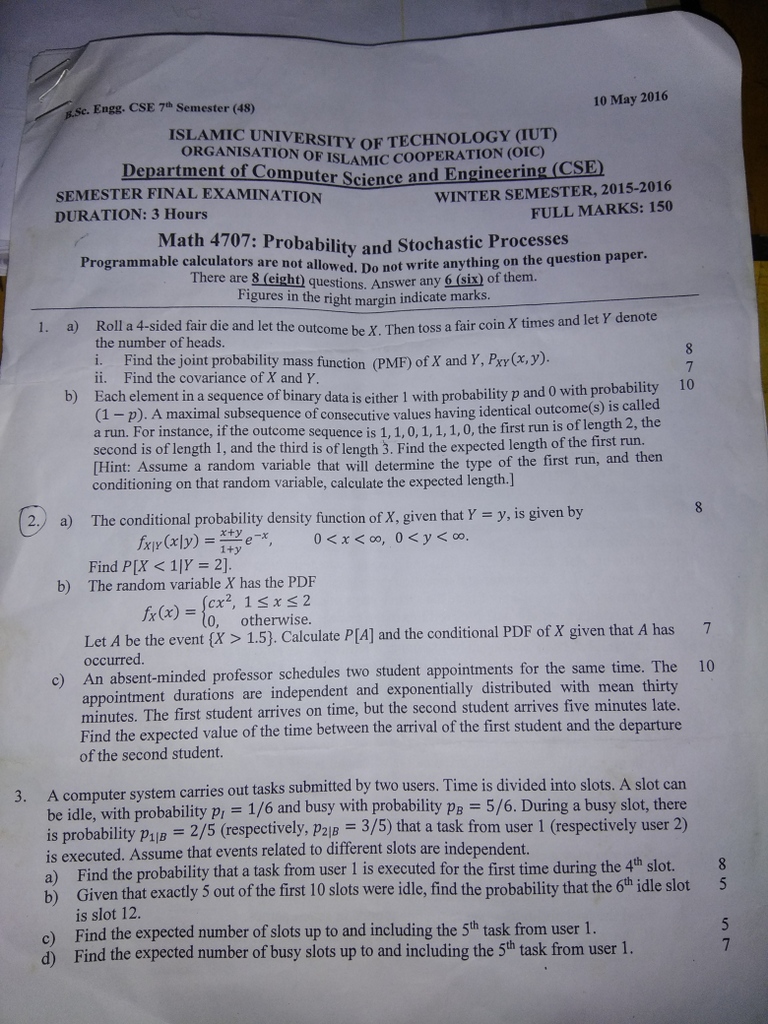 B.Sc. Engg. CSE 7th Semester (48)
10 May 2016
ISLAMIC UNIVERSITY OF TECHNOLOGY (IUT)
ORGANISATION OF ISLAMIC COOPERATION (OIC)
Department of Computer Science and Engineering (CSE)
SEMESTER FINAL EXAMINATION WINTER SEMESTER, 2015-2016
DURATION: 3 Hours FULL MARKS: 150
Math 4707: Probability and Stochastic Processes
Programmable calculators are not allowed. Do not write anything on the question paper.
There are 8 (eight) questions. Answer any 6 (six) of them.
Figures in the right margin indicate marks.
1. a) Roll a 4-sided fair die and let the outcome be X. Then toss a fair coin X times and let Y denote
the number of heads.
i. Find the joint probability mass function (PMF) of X and Y, P_XY(x, y). 8
ii. Find the covariance of X and Y. 7
b) Each element in a sequence of binary data is either 1 with probability p and 0 with probability 10
(1 − p). A maximal subsequence of consecutive values having identical outcome(s) is called
a run. For instance, if the outcome sequence is 1, 1, 0, 1, 1, 1, 0, the first run is of length 2, the
second is of length 1, and the third is of length 3. Find the expected length of the first run.
[Hint: Assume a random variable that will determine the type of the first run, and then
conditioning on that random variable, calculate the expected length.]
2. a) The conditional probability density function of X, given that Y = y, is given by 8
f_X|Y(x|y) = (x+y)/(1+y) e^−x, 0 < x < ∞, 0 < y < ∞.
Find P[X < 1|Y = 2].
b) The random variable X has the PDF
f_X(x) = {cx², 1 ≤ x ≤ 2
0, otherwise.
Let A be the event {X > 1.5}. Calculate P[A] and the conditional PDF of X given that A has 7
occurred.
c) An absent-minded professor schedules two student appointments for the same time. The 10
appointment durations are independent and exponentially distributed with mean thirty
minutes. The first student arrives on time, but the second student arrives five minutes late.
Find the expected value of the time between the arrival of the first student and the departure
of the second student.
3. A computer system carries out tasks submitted by two users. Time is divided into slots. A slot can
be idle, with probability p_I = 1/6 and busy with probability p_B = 5/6. During a busy slot, there
is probability p_1|B = 2/5 (respectively, p_2|B = 3/5) that a task from user 1 (respectively user 2)
is executed. Assume that events related to different slots are independent.
a) Find the probability that a task from user 1 is executed for the first time during the 4th slot. 8
b) Given that exactly 5 out of the first 10 slots were idle, find the probability that the 6th idle slot 5
is slot 12.
c) Find the expected number of slots up to and including the 5th task from user 1. 5
d) Find the expected number of busy slots up to and including the 5th task from user 1. 7